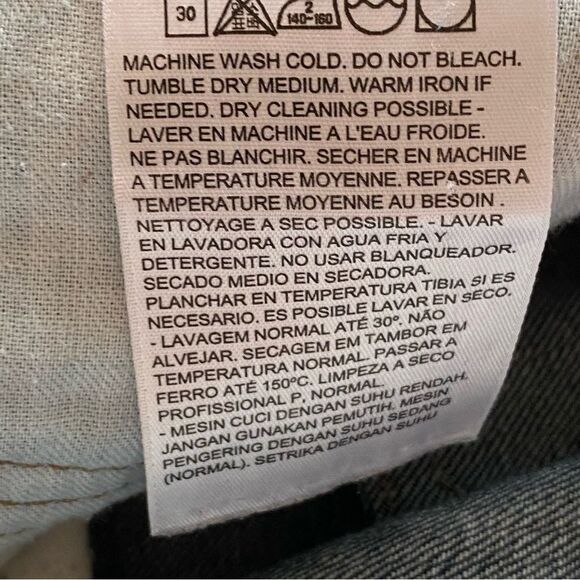 30
2
140-160
MACHINE WASH COLD. DO NOT BLEACH.
TUMBLE DRY MEDIUM. WARM IRON IF
NEEDED. DRY CLEANING POSSIBLE -
LAVER EN MACHINE A L'EAU FROIDE.
NE PAS BLANCHIR. SECHER EN MACHINE
A TEMPERATURE MOYENNE. REPASSER A
TEMPERATURE MOYENNE AU BESOIN .
NETTOYAGE A SEC POSSIBLE. - LAVAR
EN LAVADORA CON AGUA FRIA Y
DETERGENTE. NO USAR BLANQUEADOR.
SECADO MEDIO EN SECADORA.
PLANCHAR EN TEMPERATURA TIBIA SI ES
NECESARIO. ES POSIBLE LAVAR EN SECO.
- LAVAGEM NORMAL ATÉ 30º. NÃO
ALVEJAR. SECAGEM EM TAMBOR EM
TEMPERATURA NORMAL. PASSAR A
FERRO ATÉ 150ºC. LIMPEZA A SECO
PROFISSIONAL P, NORMAL.
- MESIN CUCI DENGAN SUHU RENDAH.
JANGAN GUNAKAN PEMUTIH. MESIN
PENGERING DENGAN SUHU SEDANG
(NORMAL). SETRIKA DENGAN SUHU